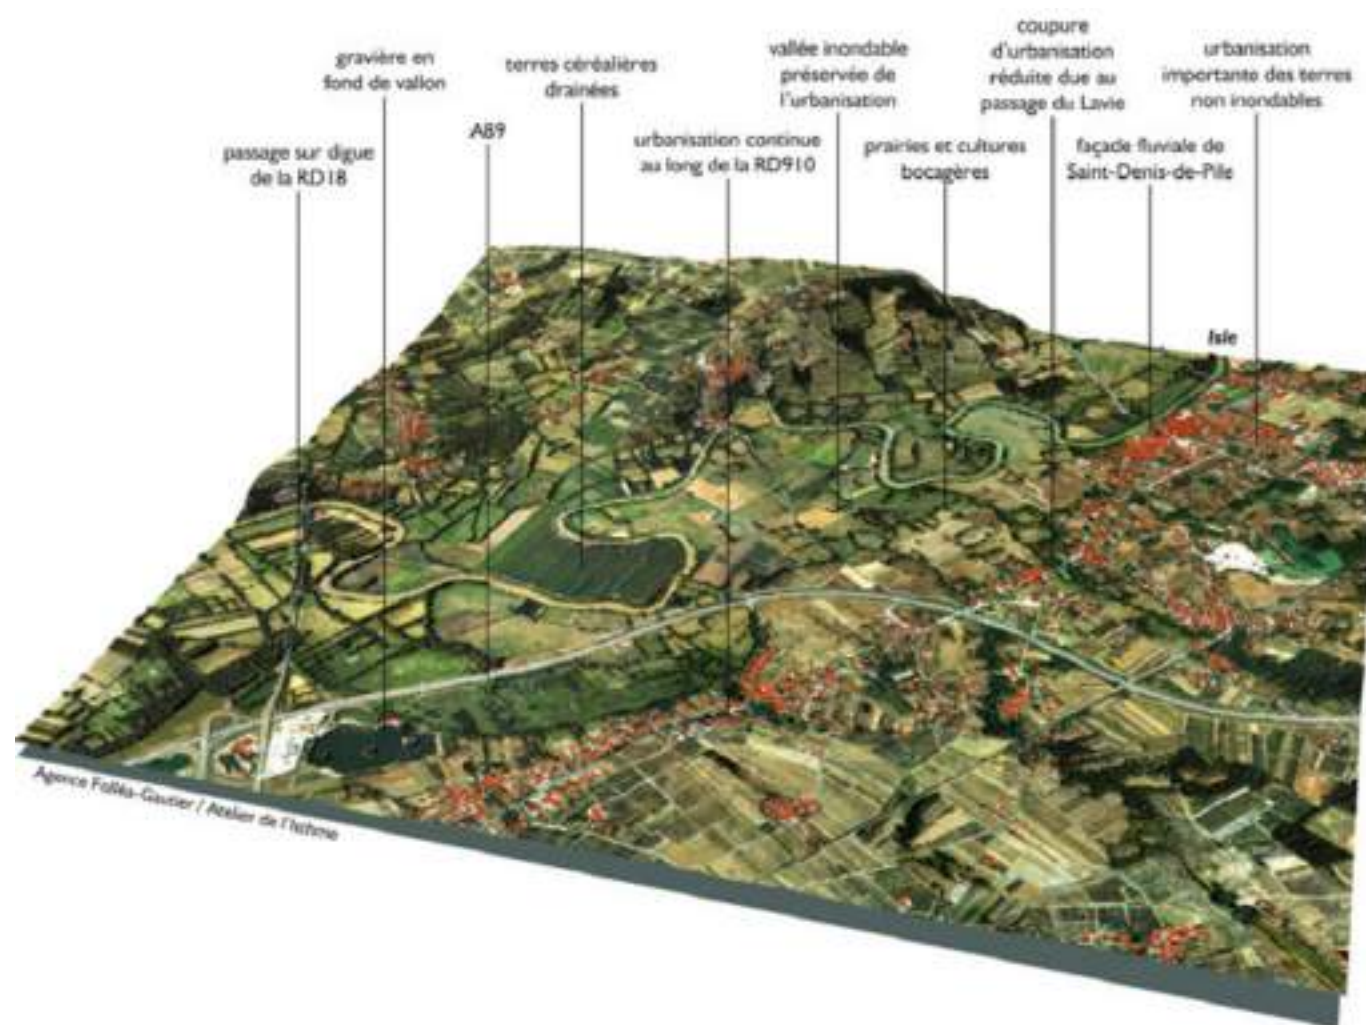 gravière en
fond de vallon
terres céréalières
drainées
vallée inondable
préservée de
l'urbanisation
coupure
d'urbanisation
réduite due au
passage du Lavie
urbanisation
importante des terres
non inondables
passage sur digue
de la RD18
A89
urbanisation continue
au long de la RD910
prairies et cultures
bocagères
façade fluviale de
Saint-Denis-de-Pile
Isle
Agence Folléa-Gautier / Atelier de l'Isthme